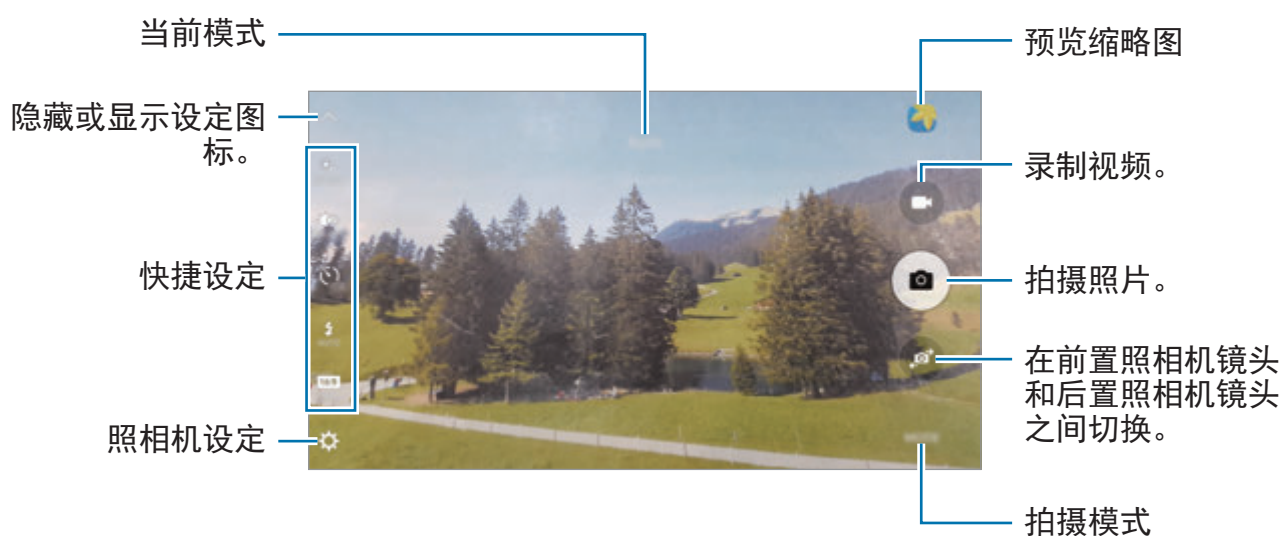 当前模式
预览缩略图
隐藏或显示设定图
标。
录制视频。
快捷设定
拍摄照片。
在前置照相机镜头
和后置照相机镜头
之间切换。
照相机设定
拍摄模式